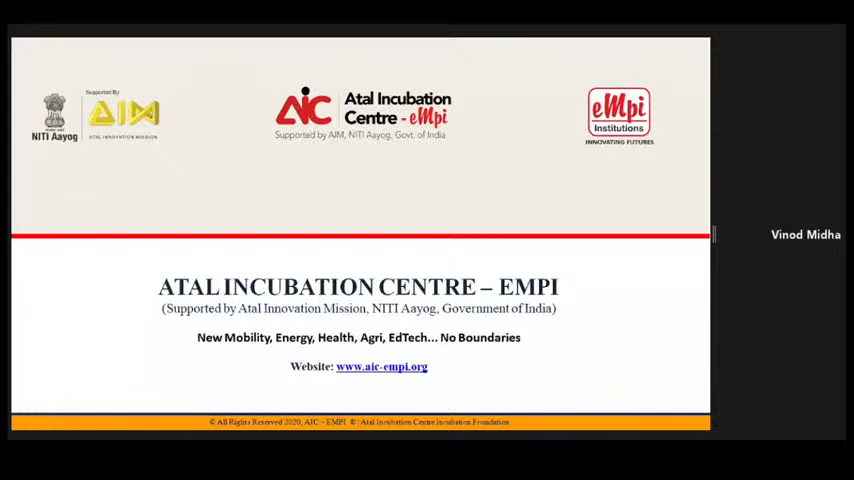 Supported By
NITI Aayog
AIM
ATAL INNOVATION MISSION
AIC
Atal Incubation
Centre - eMpi
Supported by AIM, NITI Aayog, Govt. of India
eMpi
Institutions
INNOVATING FUTURES
Vinod Midha
ATAL INCUBATION CENTRE – EMPI
(Supported by Atal Innovation Mission, NITI Aayog, Government of India)
New Mobility, Energy, Health, Agri, EdTech... No Boundaries
Website: www.aic-empi.org
© All Rights Reserved 2020, AIC – EMPI © | Atal Incubation Centre Incubation Foundation